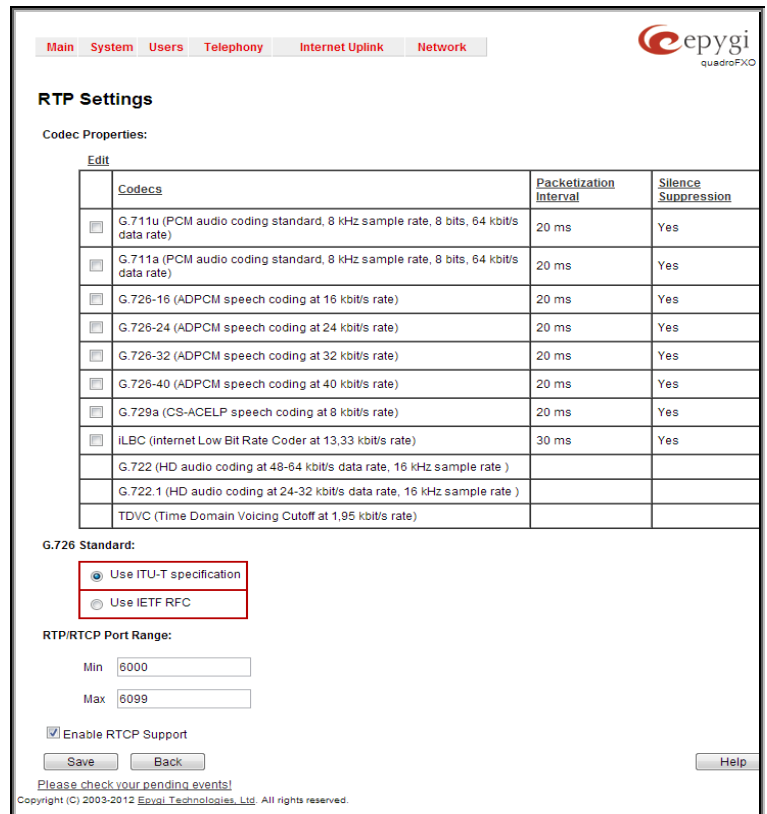 Main System Users Telephony Internet Uplink Network
epygi
quadroFXO
RTP Settings
Codec Properties:
Edit
Codecs Packetization Interval Silence Suppression
G.711u (PCM audio coding standard, 8 kHz sample rate, 8 bits, 64 kbit/s data rate) 20 ms Yes
G.711a (PCM audio coding standard, 8 kHz sample rate, 8 bits, 64 kbit/s data rate) 20 ms Yes
G.726-16 (ADPCM speech coding at 16 kbit/s rate) 20 ms Yes
G.726-24 (ADPCM speech coding at 24 kbit/s rate) 20 ms Yes
G.726-32 (ADPCM speech coding at 32 kbit/s rate) 20 ms Yes
G.726-40 (ADPCM speech coding at 40 kbit/s rate) 20 ms Yes
G.729a (CS-ACELP speech coding at 8 kbit/s rate) 20 ms Yes
iLBC (internet Low Bit Rate Coder at 13,33 kbit/s rate) 30 ms Yes
G.722 (HD audio coding at 48-64 kbit/s data rate, 16 kHz sample rate )
G.722.1 (HD audio coding at 24-32 kbit/s data rate, 16 kHz sample rate )
TDVC (Time Domain Voicing Cutoff at 1,95 kbit/s rate)
G.726 Standard:
Use ITU-T specification
Use IETF RFC
RTP/RTCP Port Range:
Min 6000
Max 6099
Enable RTCP Support
Save Back Help
Please check your pending events!
Copyright (C) 2003-2012 Epygi Technologies, Ltd. All rights reserved.